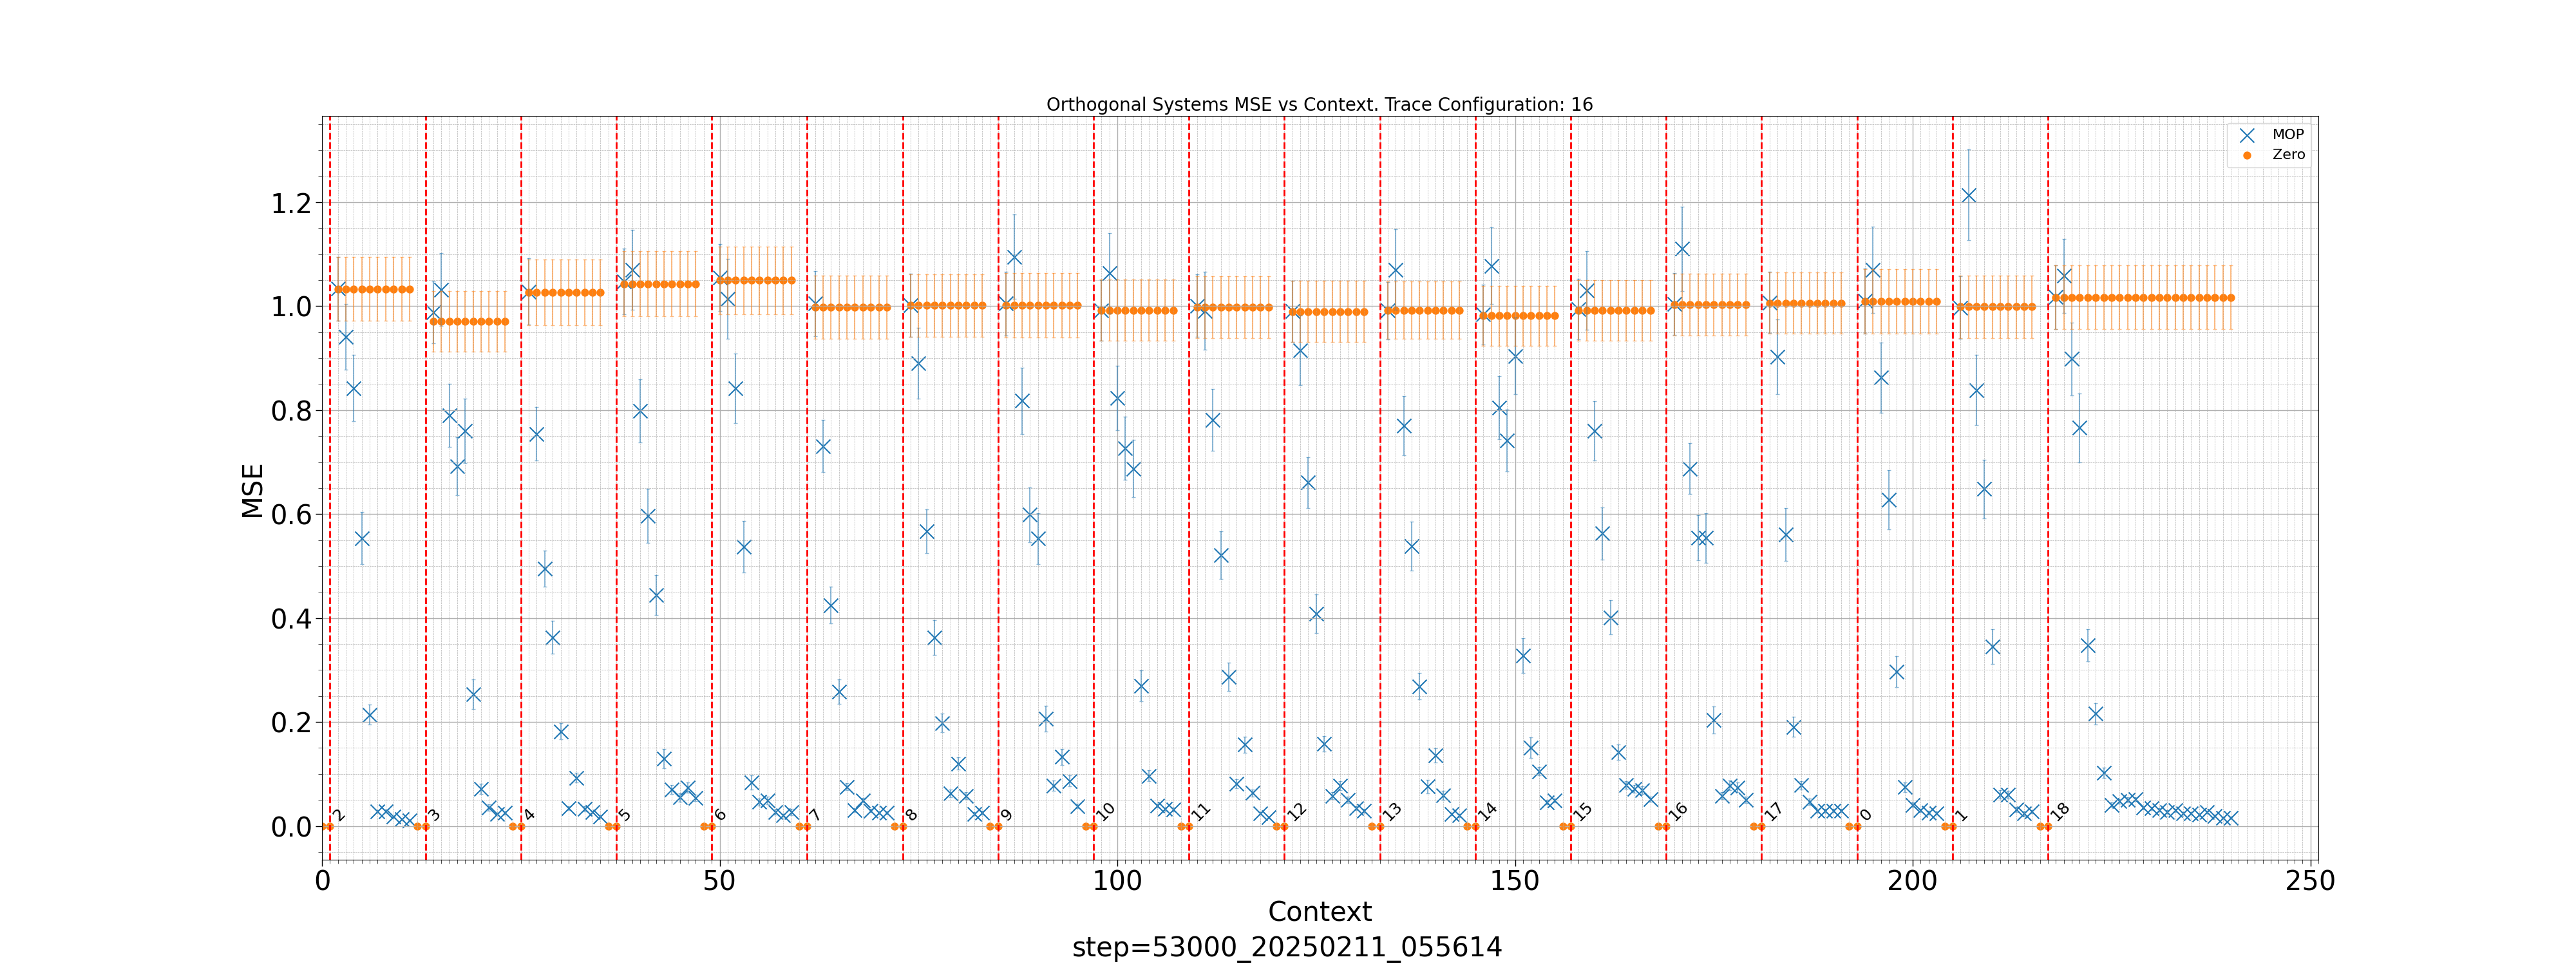 Orthogonal Systems MSE vs Context. Trace Configuration: 16
MOP
Zero
MSE
1.2
1.0
0.8
0.6
0.4
0.2
0.0
2 3 4 5 6 7 8 9 10 11 12 13 14 15 16 17 0 1 18
0 50 100 150 200 250
Context
step=53000_20250211_055614